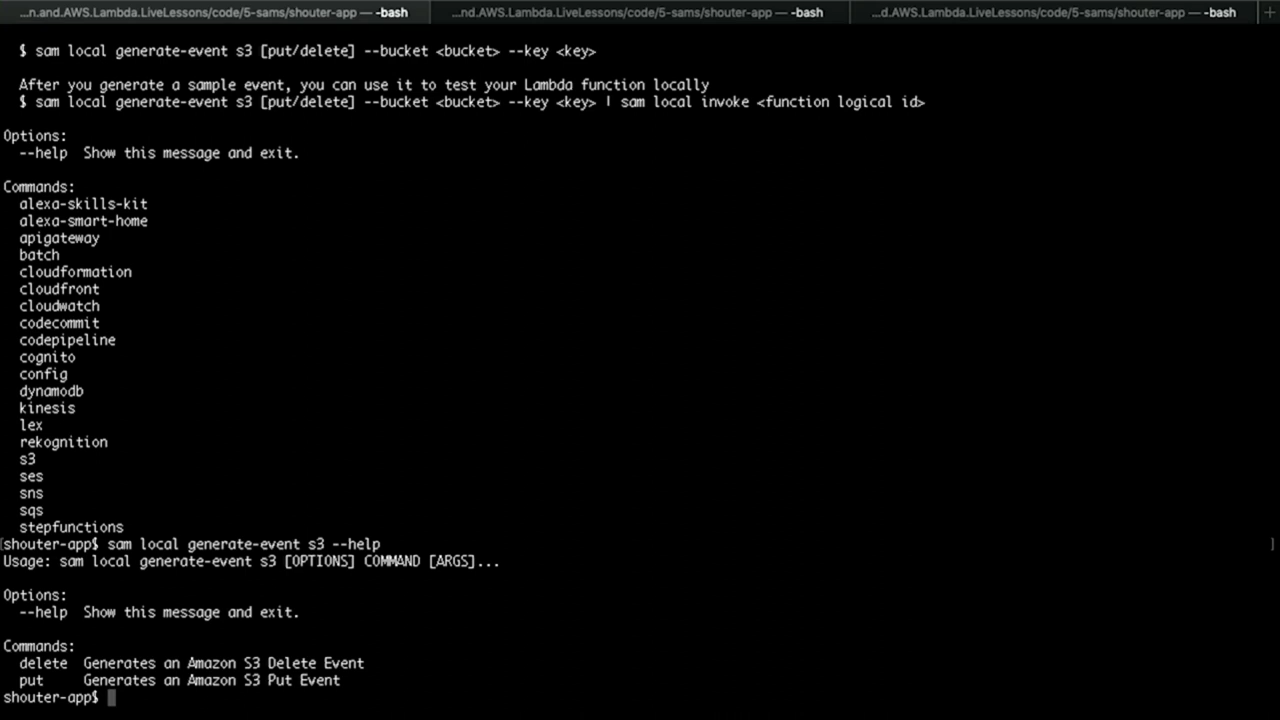 ...n.and.AWS.Lambda.LiveLessons/code/5-sams/shouter-app — -bash
...nd.AWS.Lambda.LiveLessons/code/5-sams/shouter-app — -bash
...d.AWS.Lambda.LiveLessons/code/5-sams/shouter-app — -bash
$ sam local generate-event s3 [put/delete] --bucket <bucket> --key <key>
After you generate a sample event, you can use it to test your Lambda function locally
$ sam local generate-event s3 [put/delete] --bucket <bucket> --key <key> | sam local invoke <function logical id>
Options:
--help  Show this message and exit.
Commands:
alexa-skills-kit
alexa-smart-home
apigateway
batch
cloudformation
cloudfront
cloudwatch
codecommit
codepipeline
cognito
config
dynamodb
kinesis
lex
rekognition
s3
ses
sns
sqs
stepfunctions
[shouter-app$ sam local generate-event s3 --help ]
Usage: sam local generate-event s3 [OPTIONS] COMMAND [ARGS]...
Options:
--help  Show this message and exit.
Commands:
delete  Generates an Amazon S3 Delete Event
put     Generates an Amazon S3 Put Event
shouter-app$